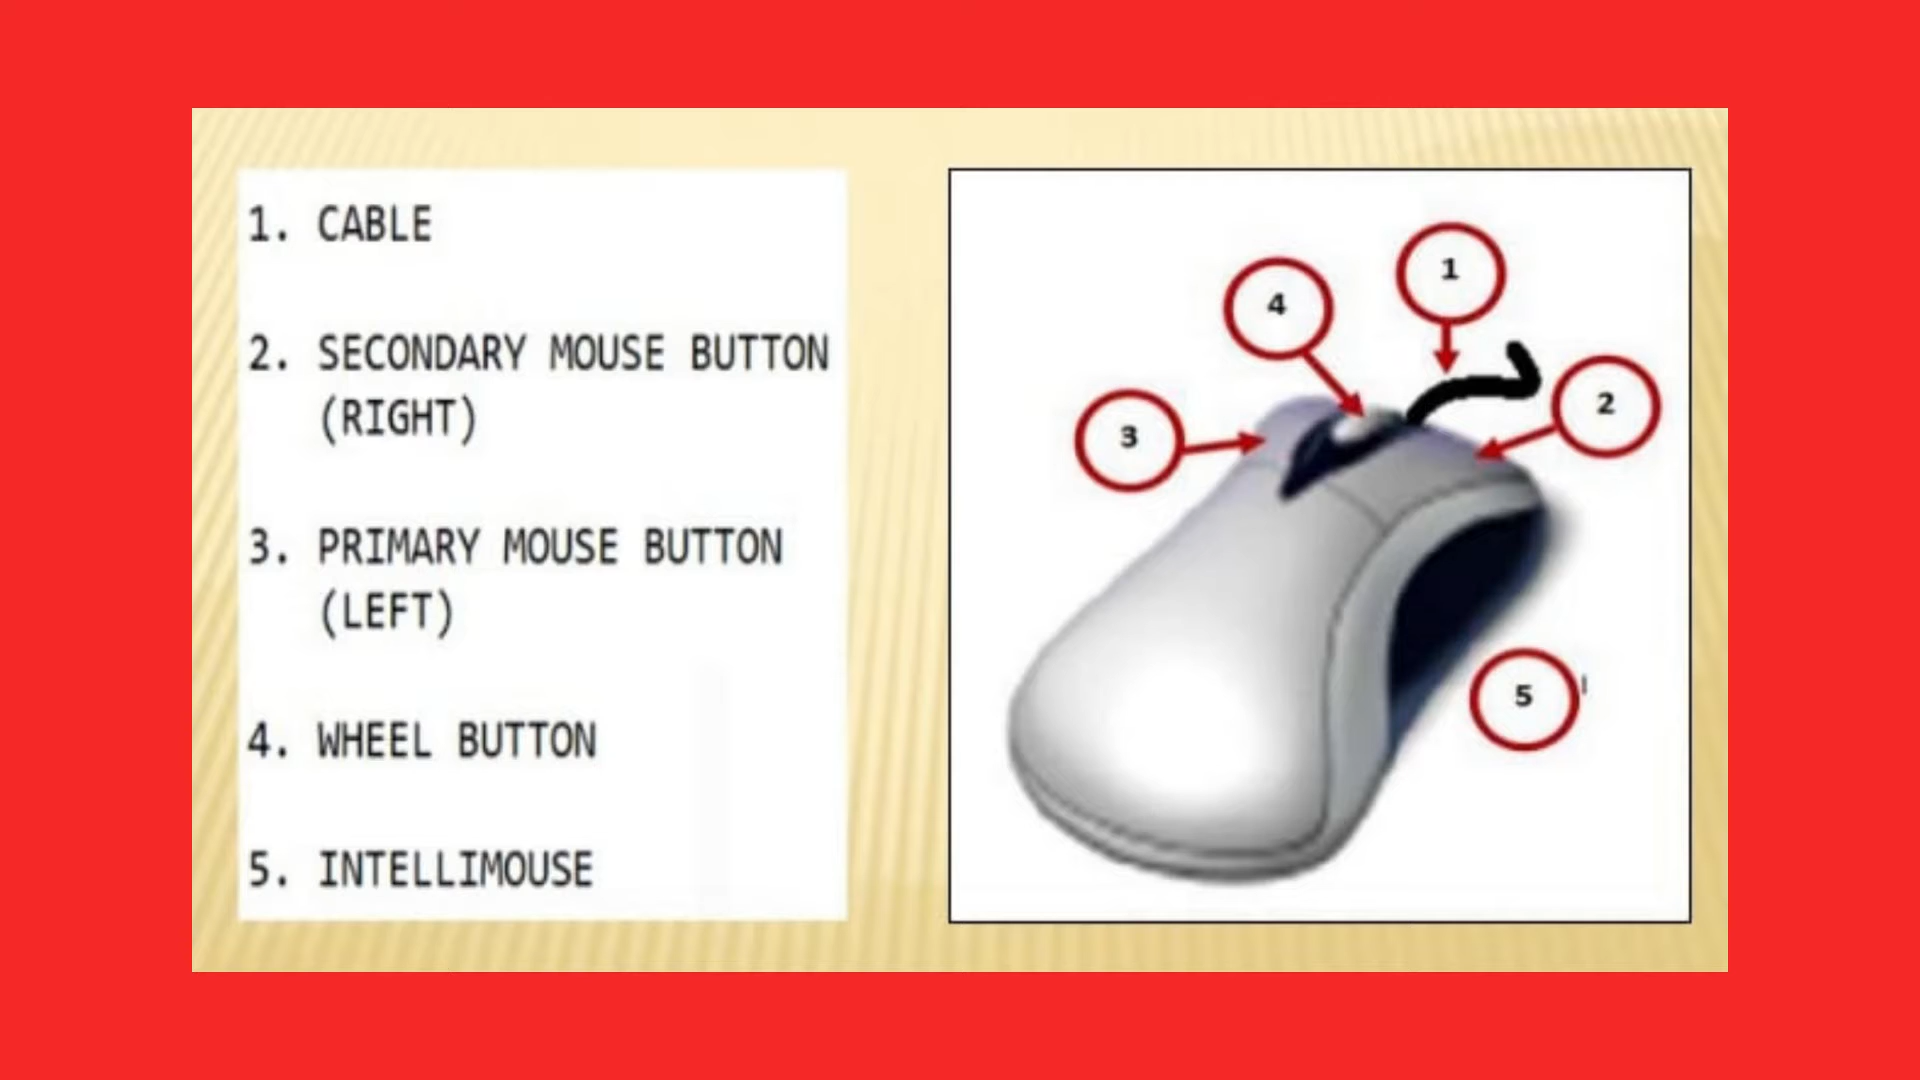 1. CABLE
2. SECONDARY MOUSE BUTTON
(RIGHT)
3. PRIMARY MOUSE BUTTON
(LEFT)
4. WHEEL BUTTON
5. INTELLIMOUSE
1
4
2
3
5